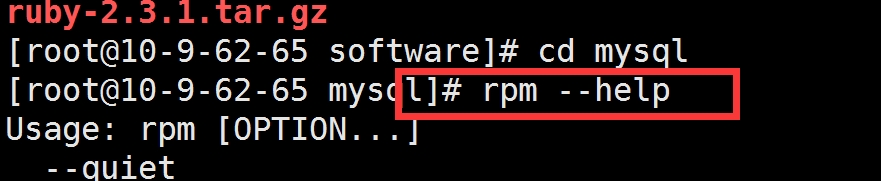 ruby-2.3.1.tar.gz
[root@10-9-62-65 software]# cd mysql
[root@10-9-62-65 mysql]# rpm --help
Usage: rpm [OPTION...]
--quiet